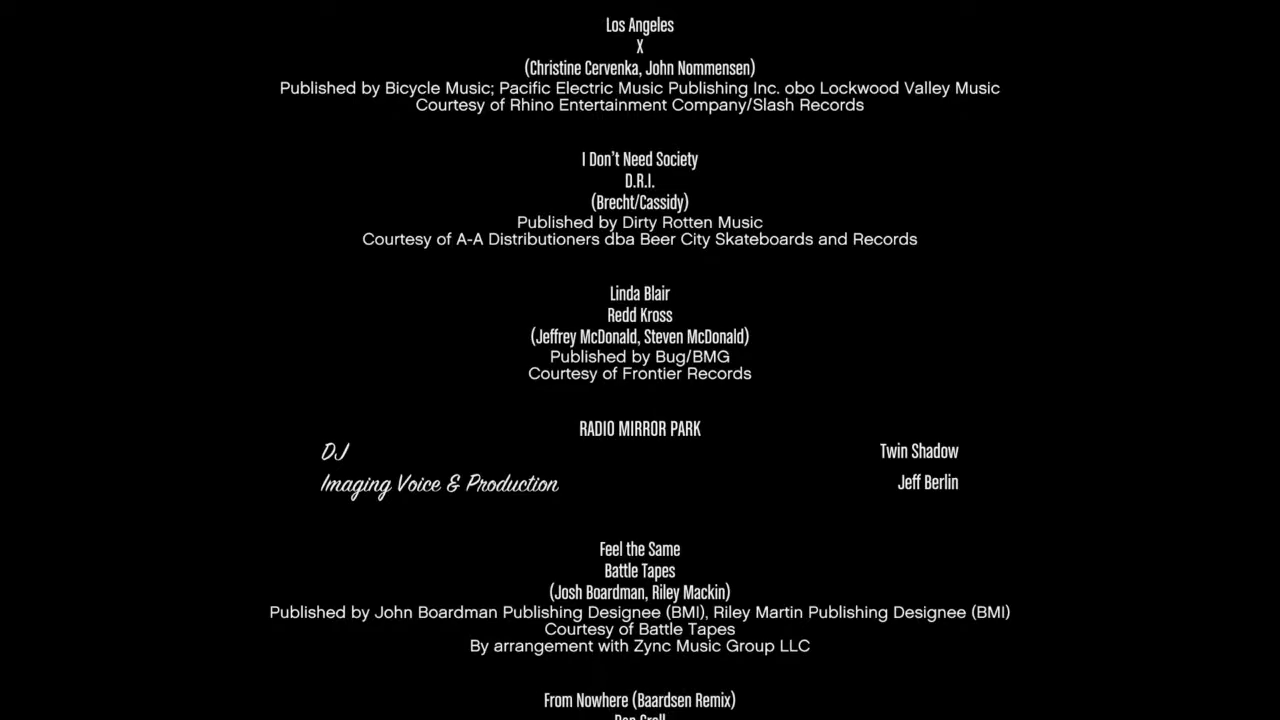 Los Angeles
X
(Christine Cervenka, John Nommensen)
Published by Bicycle Music; Pacific Electric Music Publishing Inc. obo Lockwood Valley Music
Courtesy of Rhino Entertainment Company/Slash Records
I Don't Need Society
D.R.I.
(Brecht/Cassidy)
Published by Dirty Rotten Music
Courtesy of A-A Distributioners dba Beer City Skateboards and Records
Linda Blair
Redd Kross
(Jeffrey McDonald, Steven McDonald)
Published by Bug/BMG
Courtesy of Frontier Records
RADIO MIRROR PARK
DJ Twin Shadow
Imaging Voice & Production Jeff Berlin
Feel the Same
Battle Tapes
(Josh Boardman, Riley Mackin)
Published by John Boardman Publishing Designee (BMI), Riley Martin Publishing Designee (BMI)
Courtesy of Battle Tapes
By arrangement with Zync Music Group LLC
From Nowhere (Baardsen Remix)